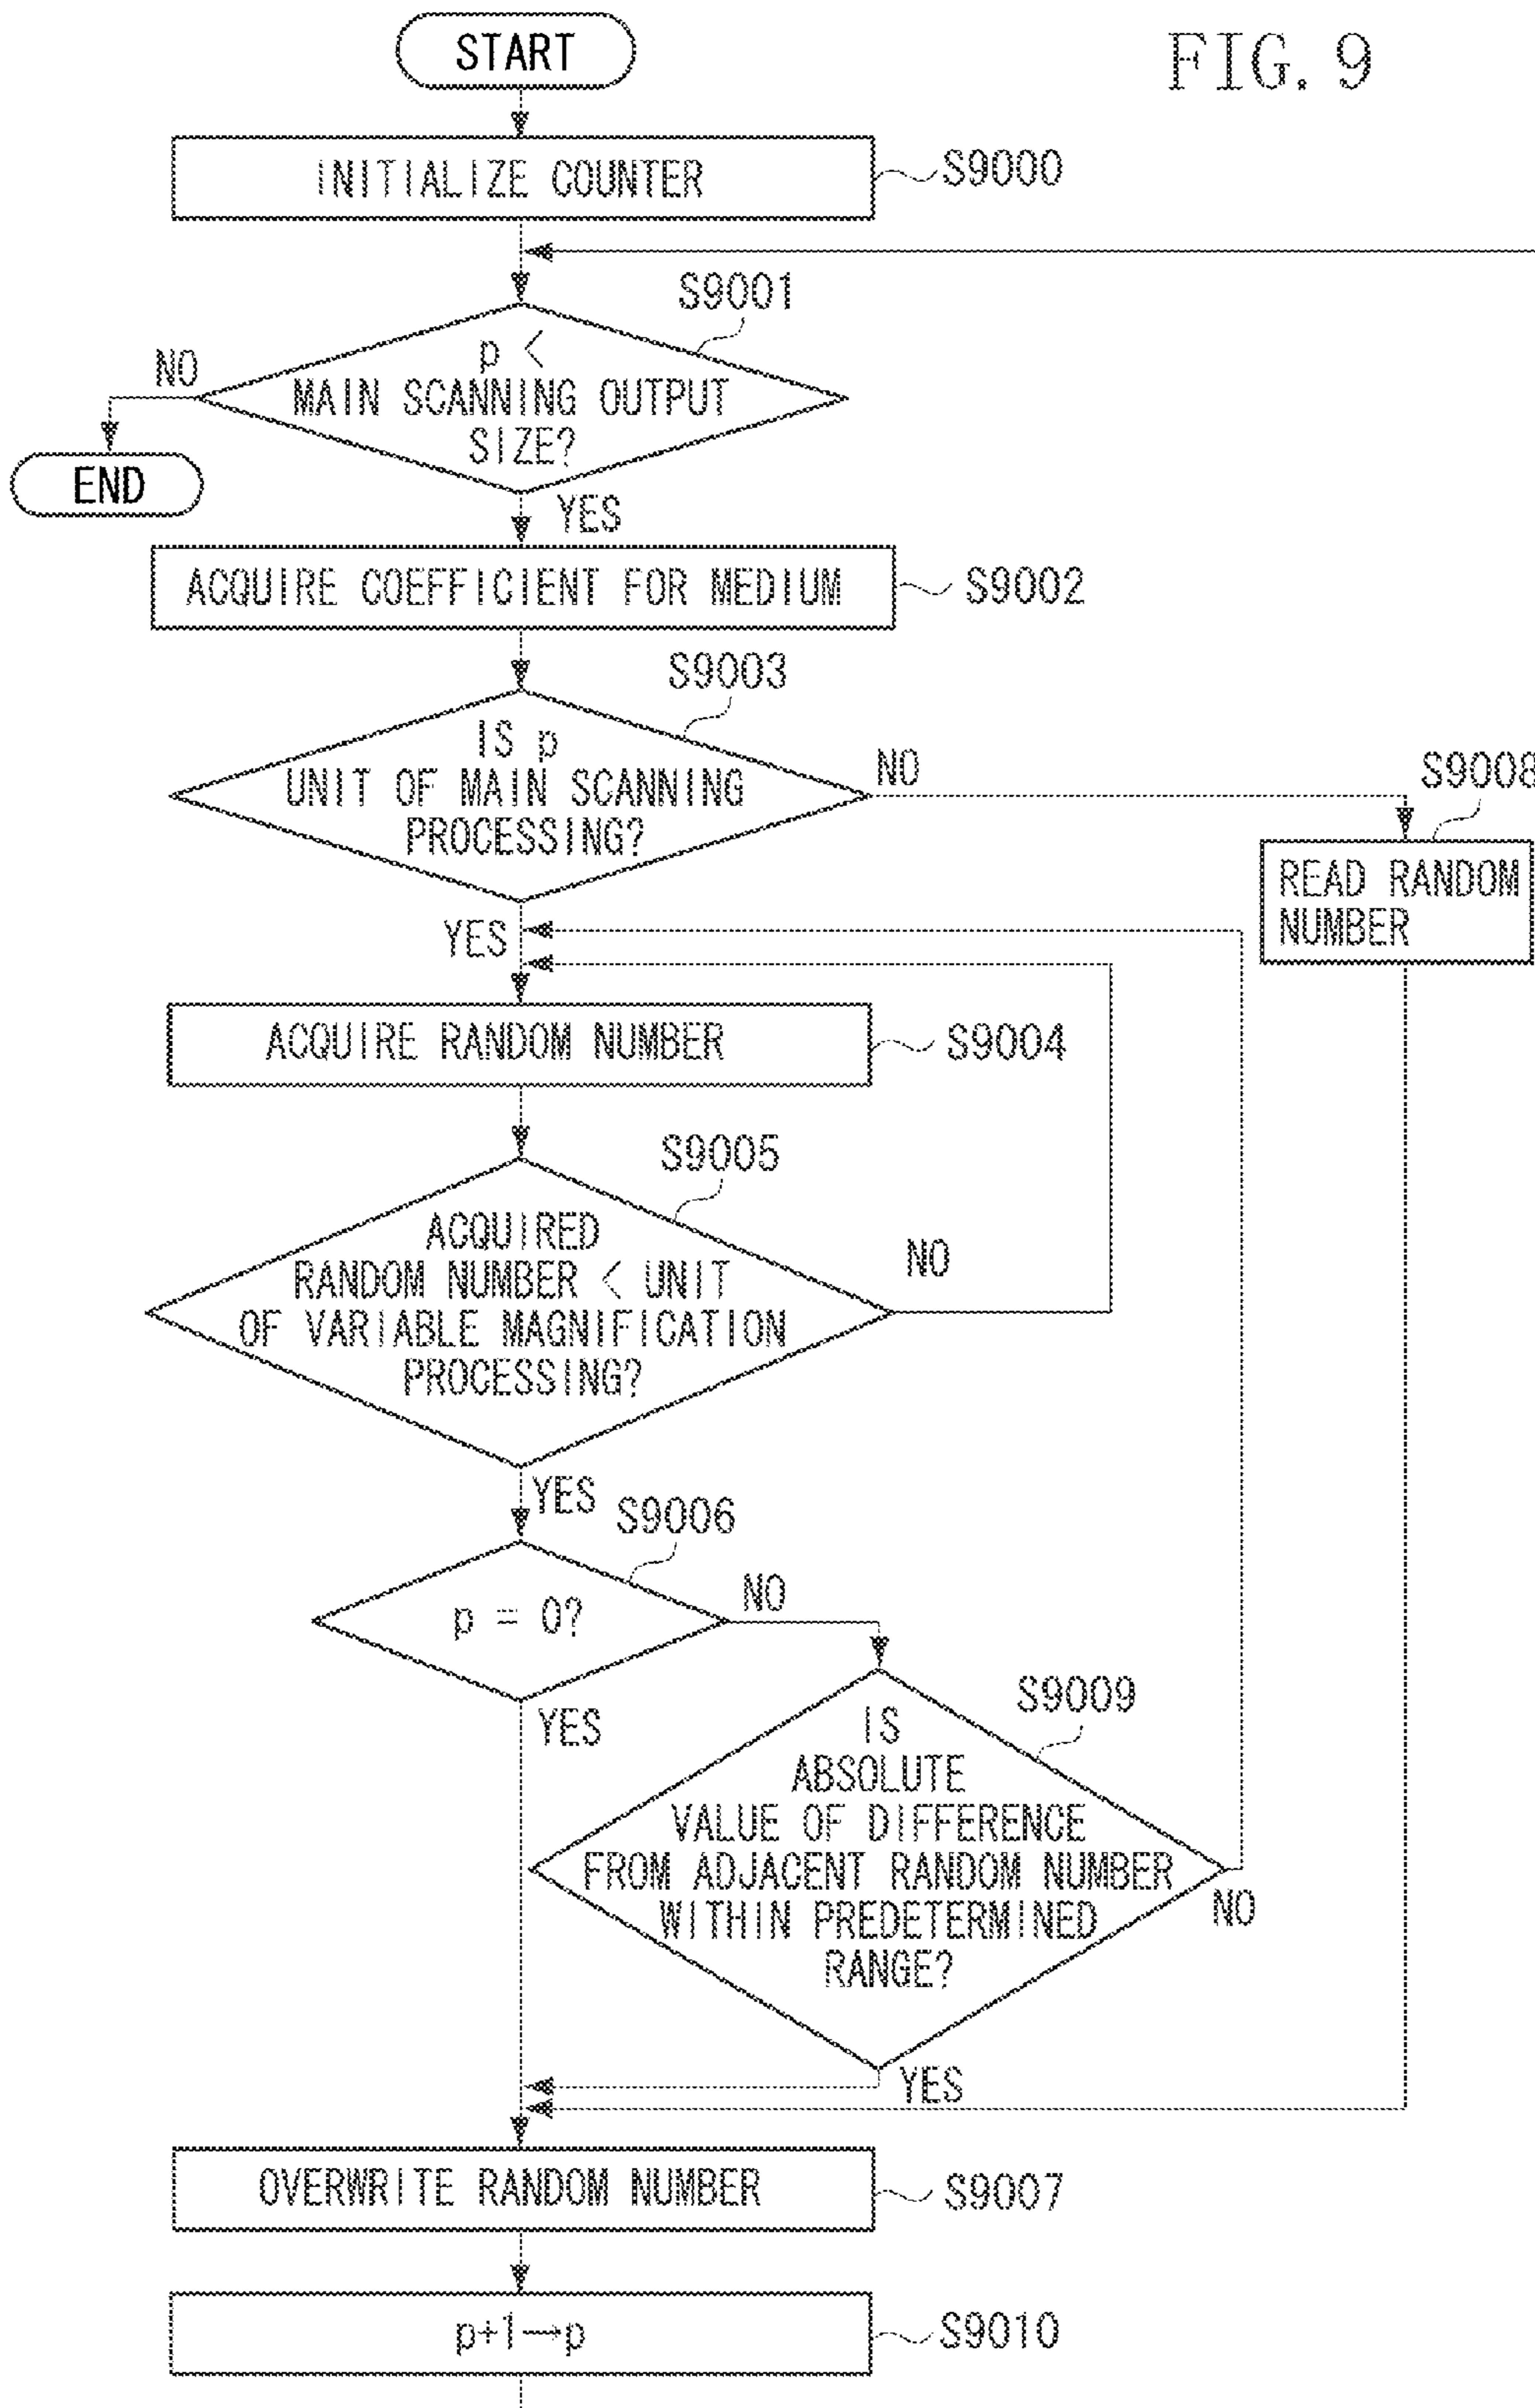 FIG. 9
START
INITIALIZE COUNTER
S9000
S9001
p <
MAIN SCANNING OUTPUT
SIZE?
NO
END
YES
ACQUIRE COEFFICIENT FOR MEDIUM
S9002
S9003
IS p
UNIT OF MAIN SCANNING
PROCESSING?
NO
S9008
READ RANDOM
NUMBER
YES
ACQUIRE RANDOM NUMBER
S9004
S9005
ACQUIRED
RANDOM NUMBER < UNIT
OF VARIABLE MAGNIFICATION
PROCESSING?
NO
YES
S9006
p = 0?
NO
YES
S9009
IS
ABSOLUTE
VALUE OF DIFFERENCE
FROM ADJACENT RANDOM NUMBER
WITHIN PREDETERMINED
RANGE?
NO
YES
OVERWRITE RANDOM NUMBER
S9007
p+1→p
S9010